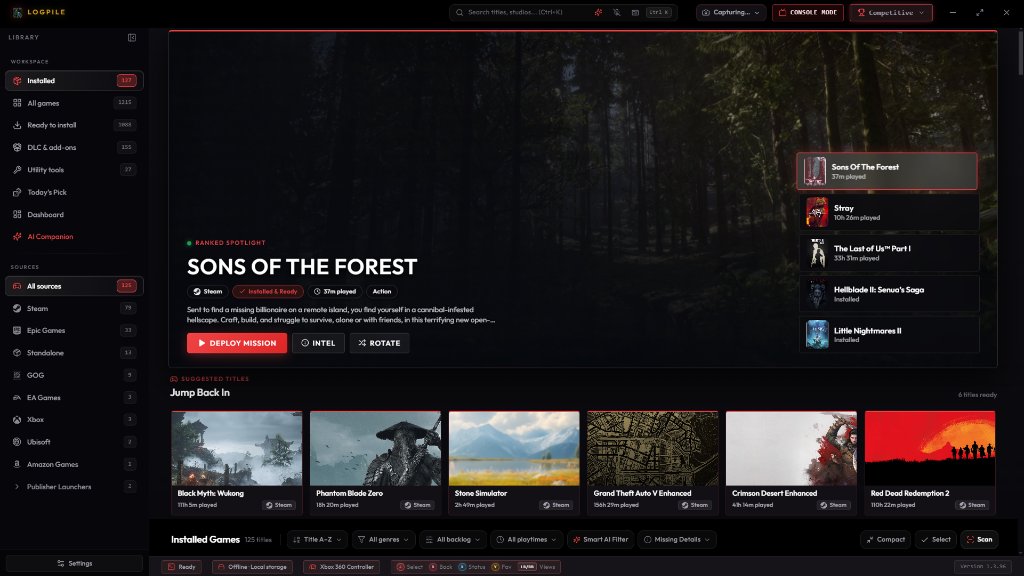 LOGPILE
Search titles, studios... (Ctrl+K)
Ctrl K
Capturing...
CONSOLE MODE
Competitive
LIBRARY
WORKSPACE
Installed 127
All games 1215
Ready to install 1088
DLC & add-ons 155
Utility tools 27
Today's Pick
Dashboard
AI Companion
SOURCES
All sources 125
Steam 79
Epic Games 33
Standalone 13
GOG 9
EA Games 3
Xbox 3
Ubisoft 2
Amazon Games 1
Publisher Launchers 2
Settings
RANKED SPOTLIGHT
SONS OF THE FOREST
Steam
Installed & Ready
37m played
Action
Sent to find a missing billionaire on a remote island, you find yourself in a cannibal-infested
hellscape. Craft, build, and struggle to survive, alone or with friends, in this terrifying new open-...
DEPLOY MISSION
INTEL
ROTATE
Sons Of The Forest
37m played
Stray
10h 26m played
The Last of Us™ Part I
33h 31m played
Hellblade II: Senua's Saga
Installed
Little Nightmares II
Installed
SUGGESTED TITLES
Jump Back In
6 titles ready
Black Myth: Wukong
111h 5m played
Steam
Phantom Blade Zero
18h 20m played
Steam
Stone Simulator
2h 49m played
Steam
Grand Theft Auto V Enhanced
156h 29m played
Steam
Crimson Desert Enhanced
41h 14m played
Steam
Red Dead Redemption 2
110h 22m played
Steam
Installed Games 125 titles
Title A-Z
All genres
All backlog
All playtimes
Smart AI Filter
Missing Details
Compact
Select
Scan
Ready
Offline · Local storage
Xbox 360 Controller
Select
Back
Status
Fav
LB/RB Views
Version 1.3.96